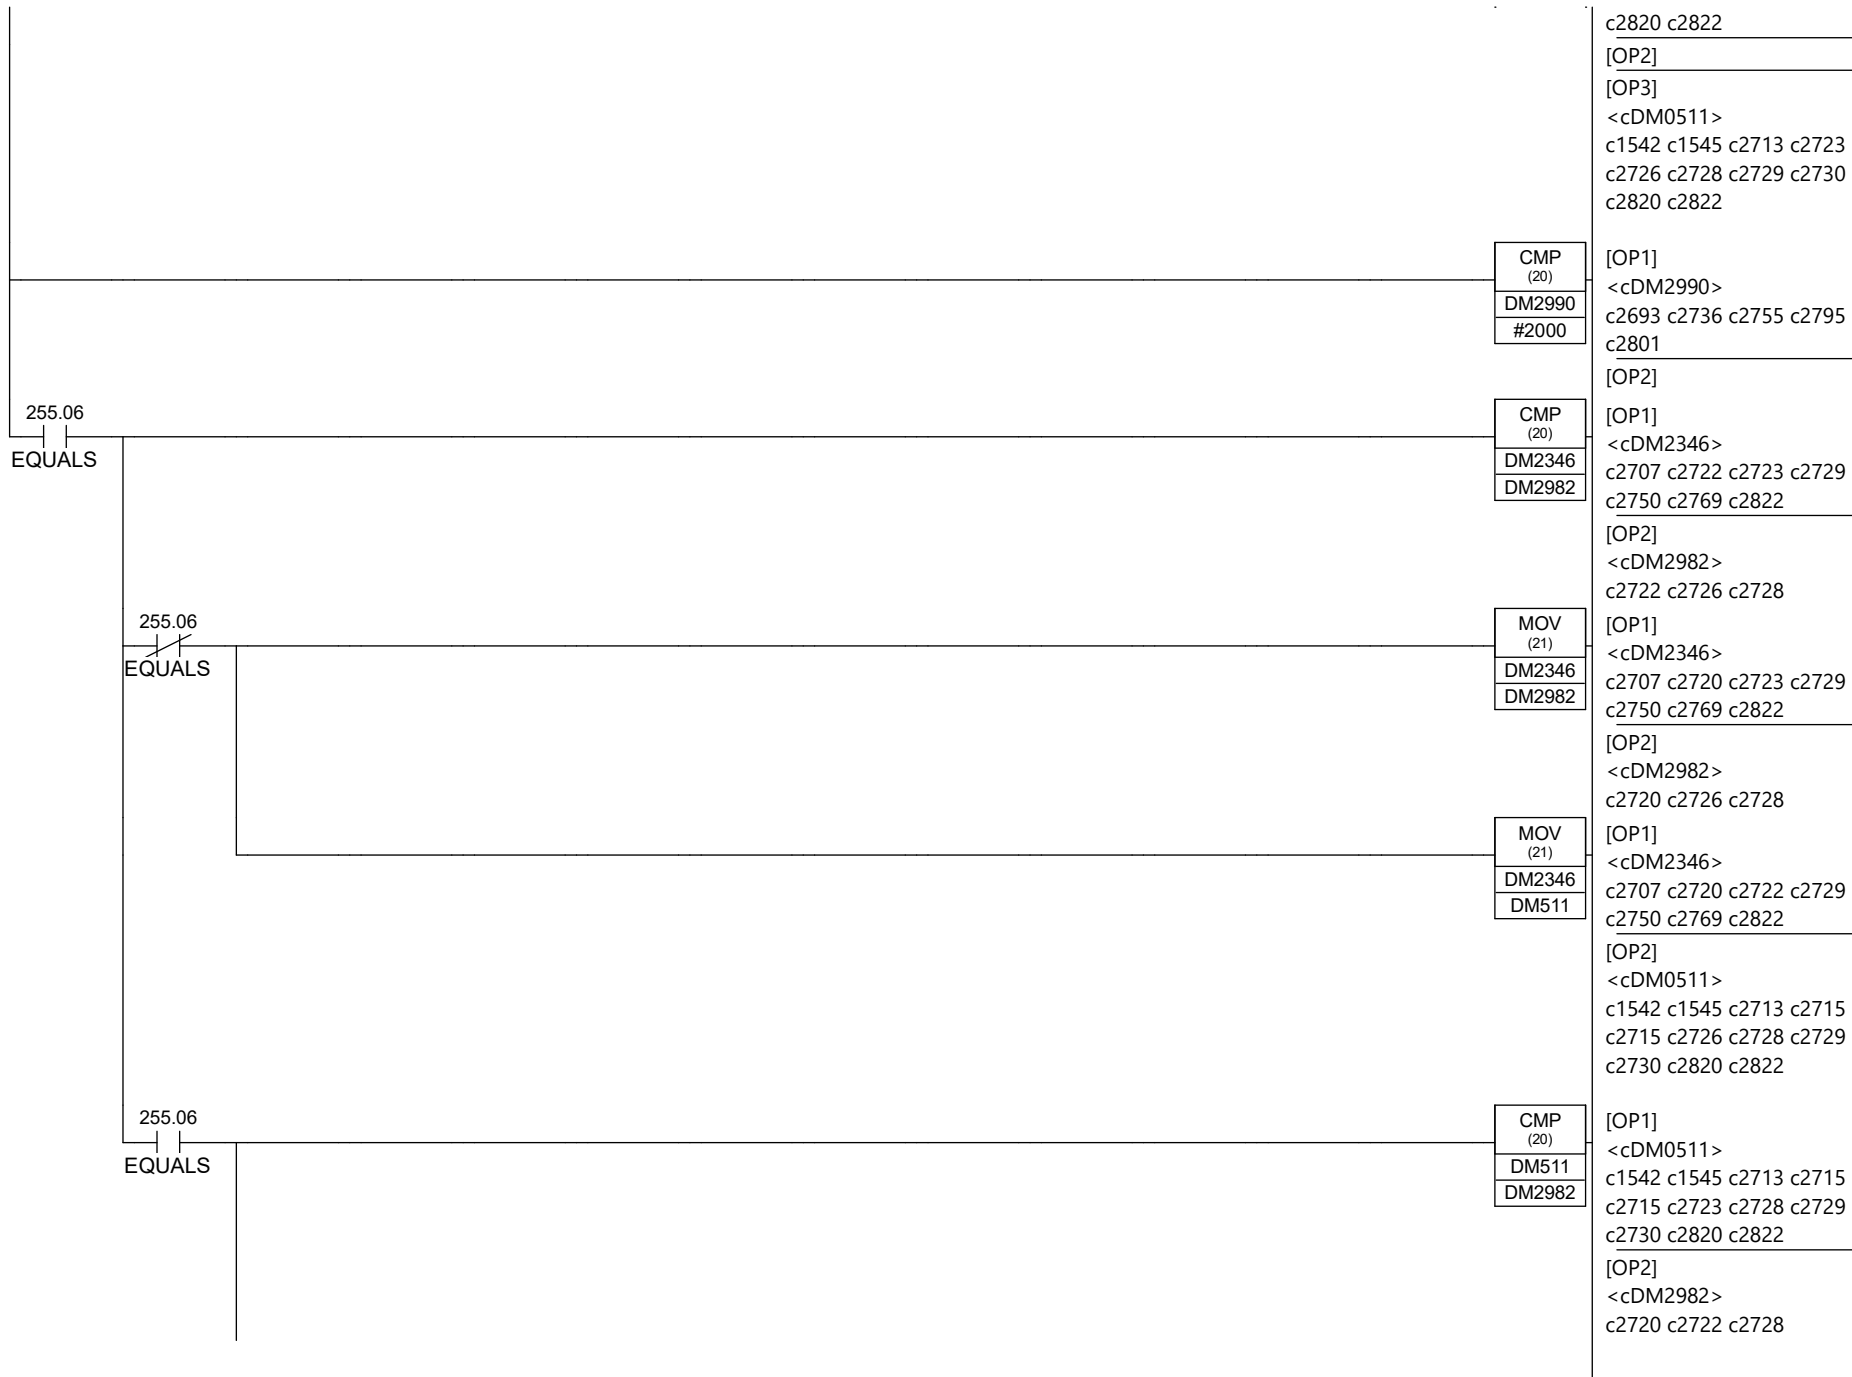 c2820 c2822
[OP2]
[OP3]
<cDM0511>
c1542 c1545 c2713 c2723
c2726 c2728 c2729 c2730
c2820 c2822
CMP
(20)
DM2990
#2000
[OP1]
<cDM2990>
c2693 c2736 c2755 c2795
c2801
[OP2]
255.06
EQUALS
CMP
(20)
DM2346
DM2982
[OP1]
<cDM2346>
c2707 c2722 c2723 c2729
c2750 c2769 c2822
[OP2]
<cDM2982>
c2722 c2726 c2728
255.06
EQUALS
MOV
(21)
DM2346
DM2982
[OP1]
<cDM2346>
c2707 c2720 c2723 c2729
c2750 c2769 c2822
[OP2]
<cDM2982>
c2720 c2726 c2728
MOV
(21)
DM2346
DM511
[OP1]
<cDM2346>
c2707 c2720 c2722 c2729
c2750 c2769 c2822
[OP2]
<cDM0511>
c1542 c1545 c2713 c2715
c2715 c2726 c2728 c2729
c2730 c2820 c2822
255.06
EQUALS
CMP
(20)
DM511
DM2982
[OP1]
<cDM0511>
c1542 c1545 c2713 c2715
c2715 c2723 c2728 c2729
c2730 c2820 c2822
[OP2]
<cDM2982>
c2720 c2722 c2728